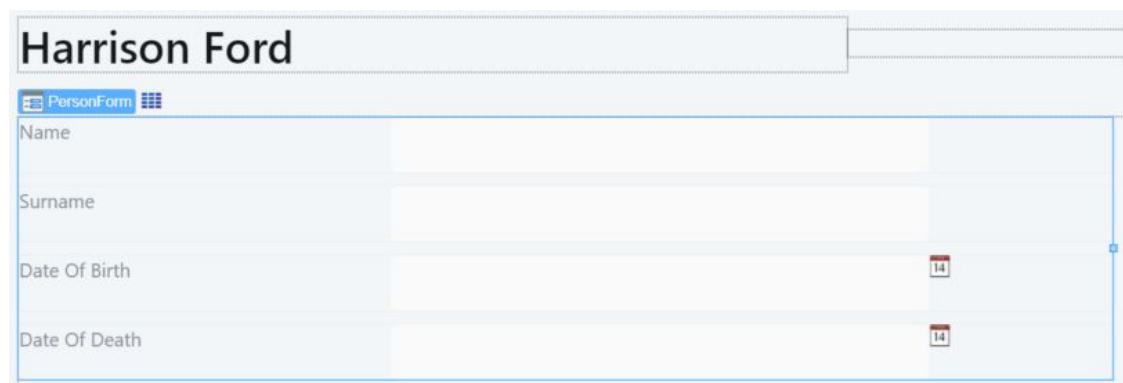 Harrison Ford
PersonForm
Name
Surname
Date Of Birth
14
Date Of Death
14